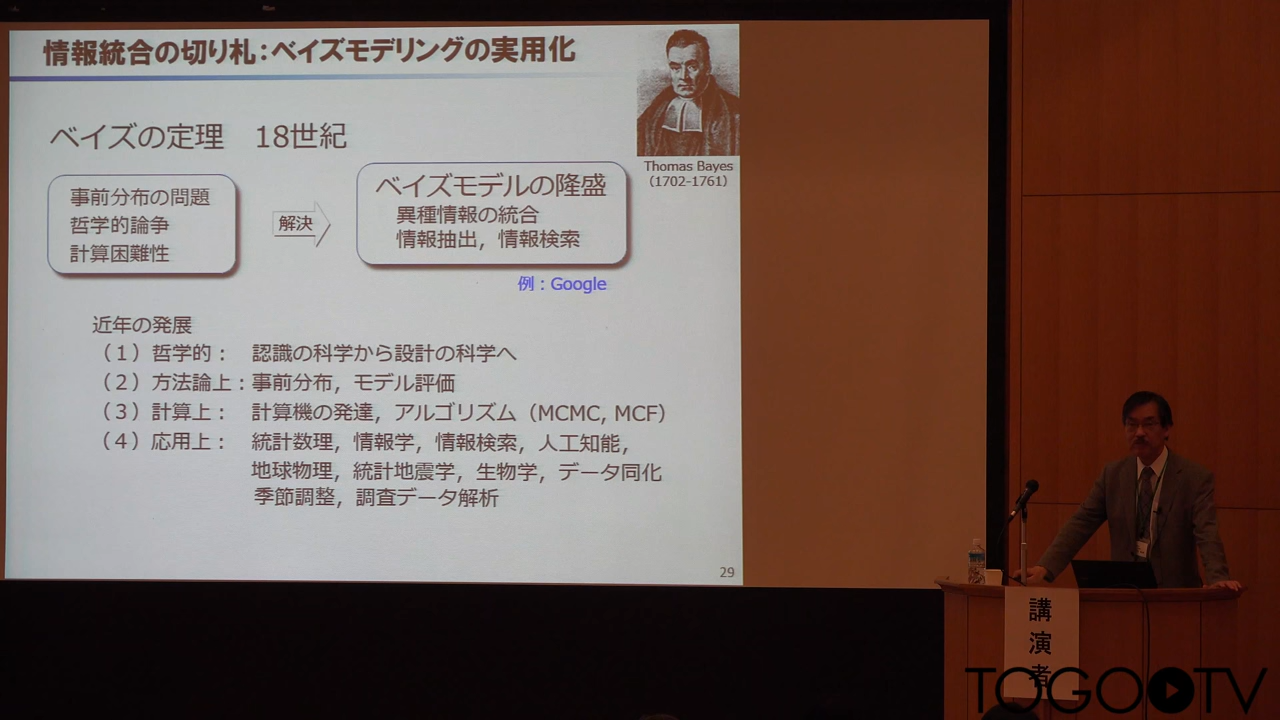 情報統合の切り札：ベイズモデリングの実用化
Thomas Bayes
（1702-1761）
ベイズの定理　18世紀
事前分布の問題
哲学的論争
計算困難性
解決
ベイズモデルの隆盛
異種情報の統合
情報抽出，情報検索
例：Google
近年の発展
（１）哲学的：　認識の科学から設計の科学へ
（２）方法論上：事前分布，モデル評価
（３）計算上：　計算機の発達，アルゴリズム（MCMC, MCF）
（４）応用上：　統計数理，情報学，情報検索，人工知能，
地球物理，統計地震学，生物学，データ同化
季節調整，調査データ解析
29
講演者
TOGOTV